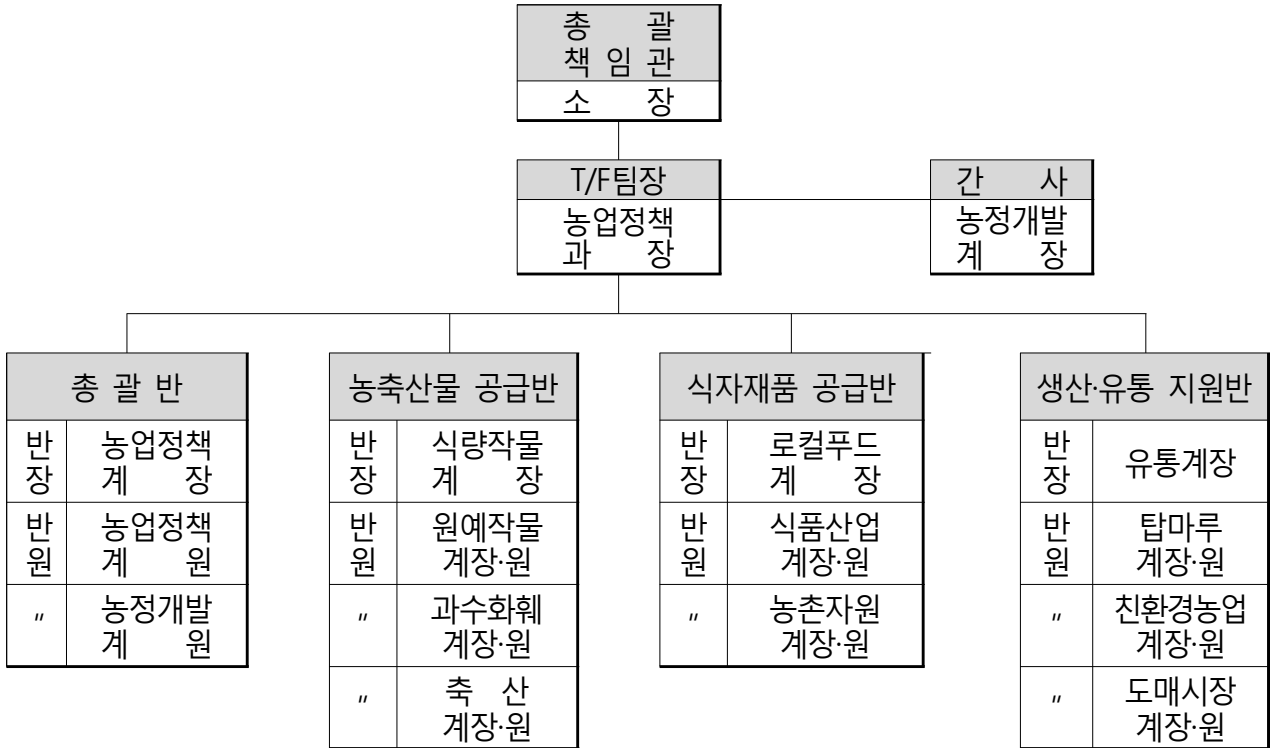 총 괄
책 임 관
소 장
T/F팀장
농업정책
과 장
간 사
농정개발
계 장
총 괄 반
반
장
농업정책
계 장
반
원
농업정책
계 원
〃
농정개발
계 원
농축산물 공급반
반
장
식량작물
계 장
반
원
원예작물
계장·원
〃
과수화훼
계장·원
〃
축 산
계장·원
식자재품 공급반
반
장
로컬푸드
계 장
반
원
식품산업
계장·원
〃
농촌자원
계장·원
생산·유통 지원반
반
장
유통계장
반
원
탑마루
계장·원
〃
친환경농업
계장·원
〃
도매시장
계장·원